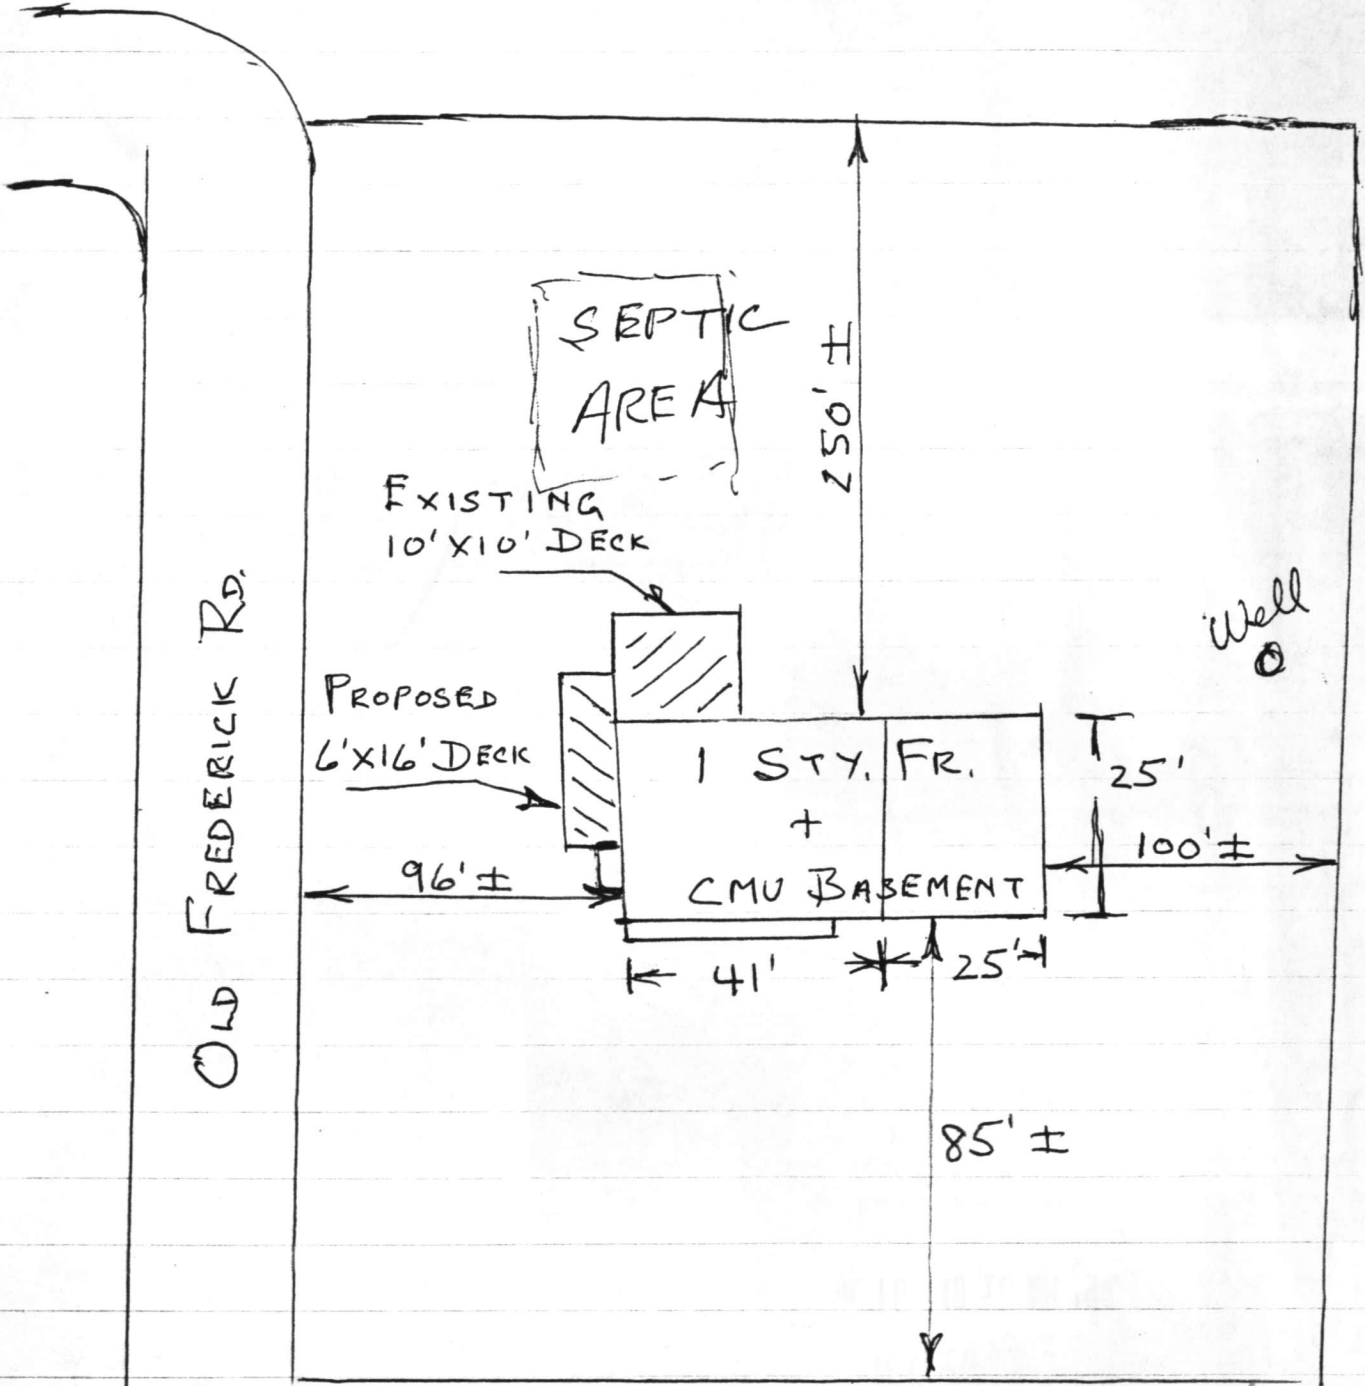 SEPTIC
AREA
250' ±
EXISTING
10'X10' DECK
Well
OLD FREDERICK RD.
PROPOSED
6'X16' DECK
1 STY. FR.
+
CMU BASEMENT
25'
100' ±
96' ±
41'
25'
85' ±